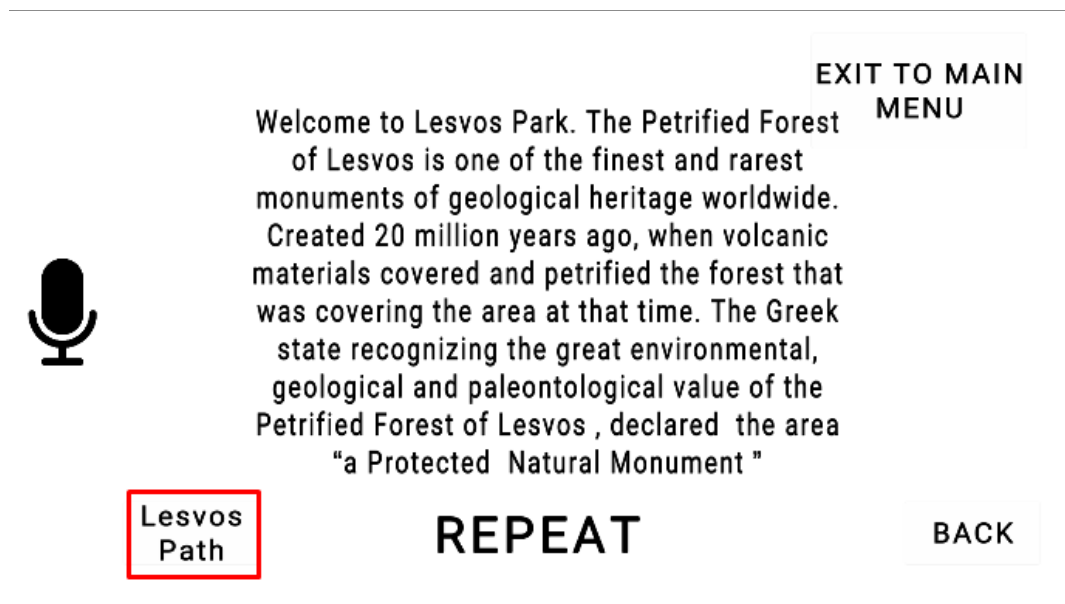 EXIT TO MAIN
MENU
Welcome to Lesvos Park. The Petrified Forest
of Lesvos is one of the finest and rarest
monuments of geological heritage worldwide.
Created 20 million years ago, when volcanic
materials covered and petrified the forest that
was covering the area at that time. The Greek
state recognizing the great environmental,
geological and paleontological value of the
Petrified Forest of Lesvos , declared  the area
“a Protected  Natural Monument ”
Lesvos
Path
REPEAT
BACK